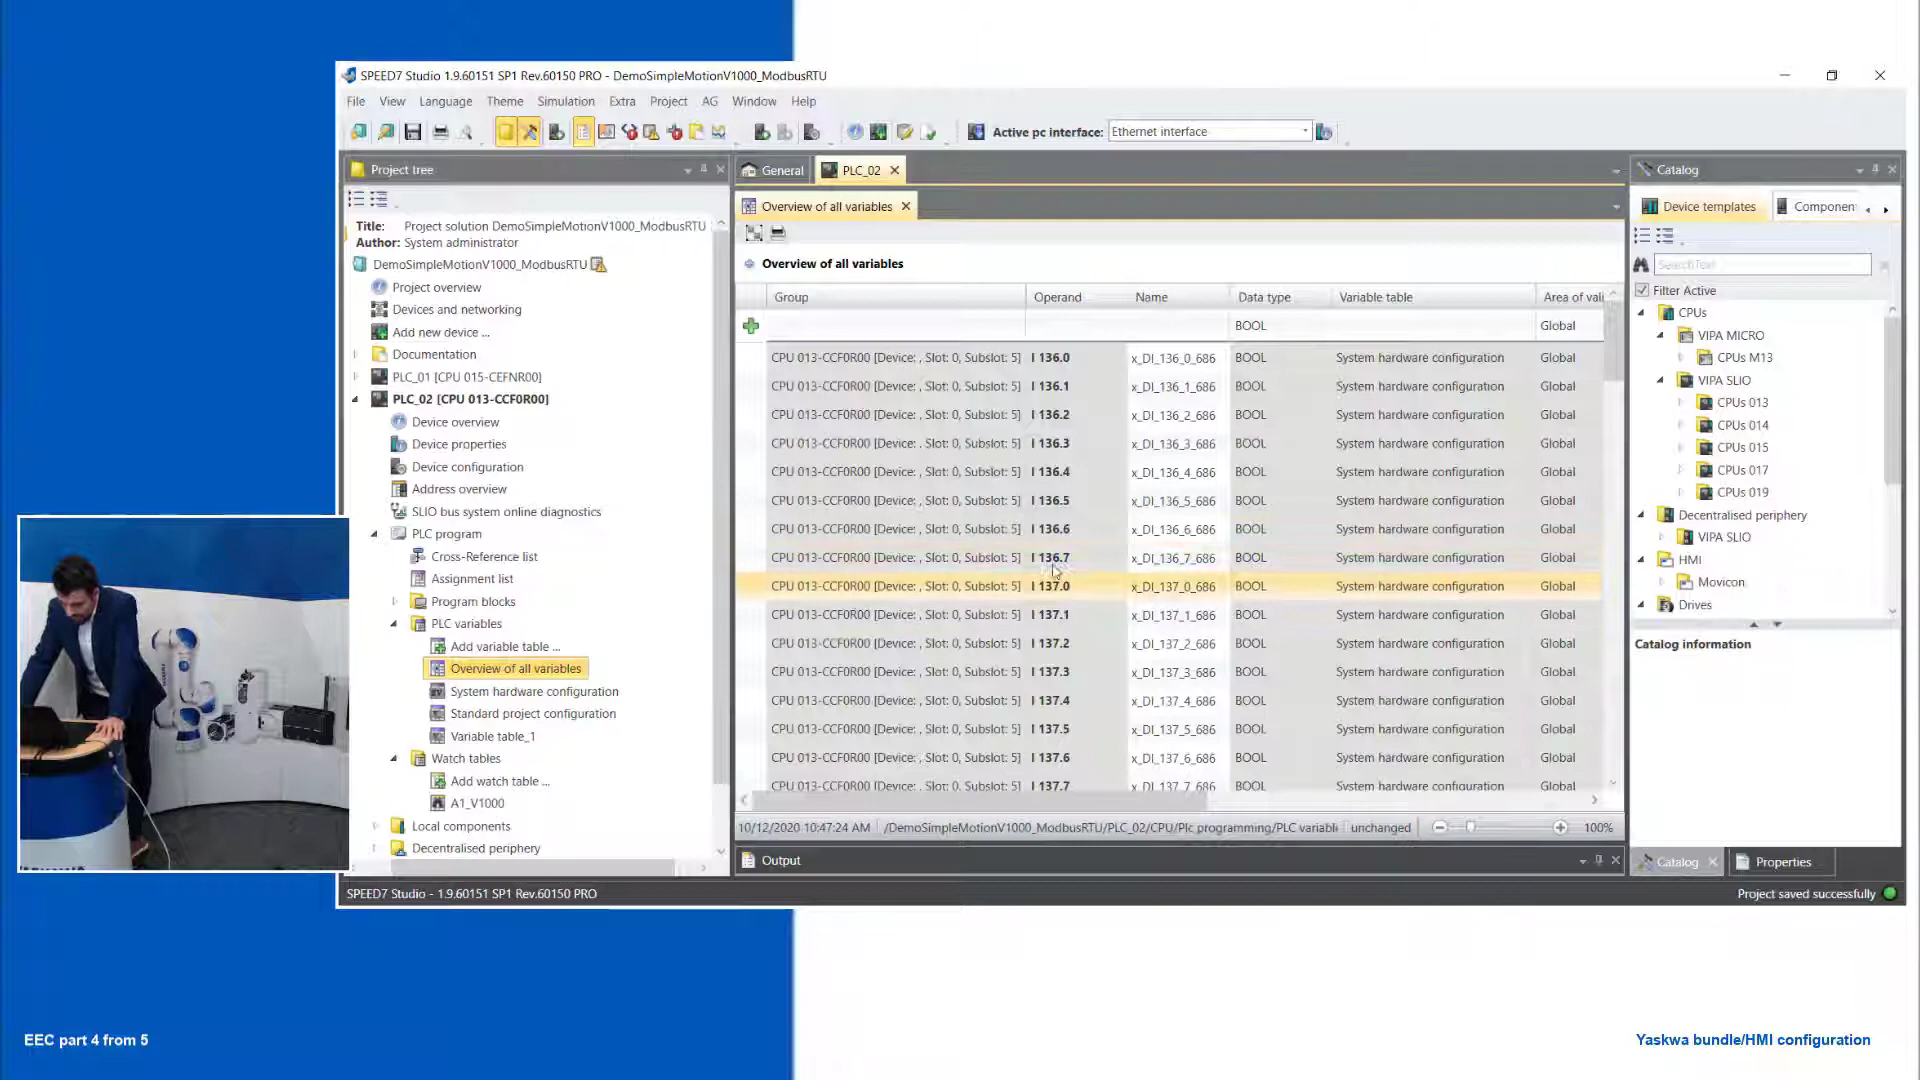 SPEED7 Studio 1.9.60151 SP1 Rev.60150 PRO - DemoSimpleMotionV1000_ModbusRTU
File View Language Theme Simulation Extra Project AG Window Help
Active pc interface: Ethernet interface
Project tree
General PLC_02
Catalog
Overview of all variables
Device templates Componen
Title: Project solution DemoSimpleMotionV1000_ModbusRTU
Author: System administrator
DemoSimpleMotionV1000_ModbusRTU
Project overview
Devices and networking
Add new device ...
Documentation
PLC_01 [CPU 015-CEFNR00]
PLC_02 [CPU 013-CCF0R00]
Device overview
Device properties
Device configuration
Address overview
SLIO bus system online diagnostics
PLC program
Cross-Reference list
Assignment list
Program blocks
PLC variables
Add variable table ...
Overview of all variables
System hardware configuration
Standard project configuration
Variable table_1
Watch tables
Add watch table ...
A1_V1000
Local components
Decentralised periphery
Overview of all variables
Group Operand Name Data type Variable table Area of vali
BOOL Global
CPU 013-CCF0R00 [Device: , Slot: 0, Subslot: 5] I 136.0 x_DI_136_0_686 BOOL System hardware configuration Global
CPU 013-CCF0R00 [Device: , Slot: 0, Subslot: 5] I 136.1 x_DI_136_1_686 BOOL System hardware configuration Global
CPU 013-CCF0R00 [Device: , Slot: 0, Subslot: 5] I 136.2 x_DI_136_2_686 BOOL System hardware configuration Global
CPU 013-CCF0R00 [Device: , Slot: 0, Subslot: 5] I 136.3 x_DI_136_3_686 BOOL System hardware configuration Global
CPU 013-CCF0R00 [Device: , Slot: 0, Subslot: 5] I 136.4 x_DI_136_4_686 BOOL System hardware configuration Global
CPU 013-CCF0R00 [Device: , Slot: 0, Subslot: 5] I 136.5 x_DI_136_5_686 BOOL System hardware configuration Global
CPU 013-CCF0R00 [Device: , Slot: 0, Subslot: 5] I 136.6 x_DI_136_6_686 BOOL System hardware configuration Global
CPU 013-CCF0R00 [Device: , Slot: 0, Subslot: 5] I 136.7 x_DI_136_7_686 BOOL System hardware configuration Global
CPU 013-CCF0R00 [Device: , Slot: 0, Subslot: 5] I 137.0 x_DI_137_0_686 BOOL System hardware configuration Global
CPU 013-CCF0R00 [Device: , Slot: 0, Subslot: 5] I 137.1 x_DI_137_1_686 BOOL System hardware configuration Global
CPU 013-CCF0R00 [Device: , Slot: 0, Subslot: 5] I 137.2 x_DI_137_2_686 BOOL System hardware configuration Global
CPU 013-CCF0R00 [Device: , Slot: 0, Subslot: 5] I 137.3 x_DI_137_3_686 BOOL System hardware configuration Global
CPU 013-CCF0R00 [Device: , Slot: 0, Subslot: 5] I 137.4 x_DI_137_4_686 BOOL System hardware configuration Global
CPU 013-CCF0R00 [Device: , Slot: 0, Subslot: 5] I 137.5 x_DI_137_5_686 BOOL System hardware configuration Global
CPU 013-CCF0R00 [Device: , Slot: 0, Subslot: 5] I 137.6 x_DI_137_6_686 BOOL System hardware configuration Global
CPU 013-CCF0R00 [Device: , Slot: 0, Subslot: 5] I 137.7 x_DI_137_7_686 BOOL System hardware configuration Global
10/12/2020 10:47:24 AM /DemoSimpleMotionV1000_ModbusRTU/PLC_02/CPU/Plc programming/PLC variabl unchanged 100%
Output
SearchText
Filter Active
CPUs
VIPA MICRO
CPUs M13
VIPA SLIO
CPUs 013
CPUs 014
CPUs 015
CPUs 017
CPUs 019
Decentralised periphery
VIPA SLIO
HMI
Movicon
Drives
Catalog information
Catalog Properties
SPEED7 Studio - 1.9.60151 SP1 Rev.60150 PRO
Project saved successfully
EEC part 4 from 5
Yaskwa bundle/HMI configuration